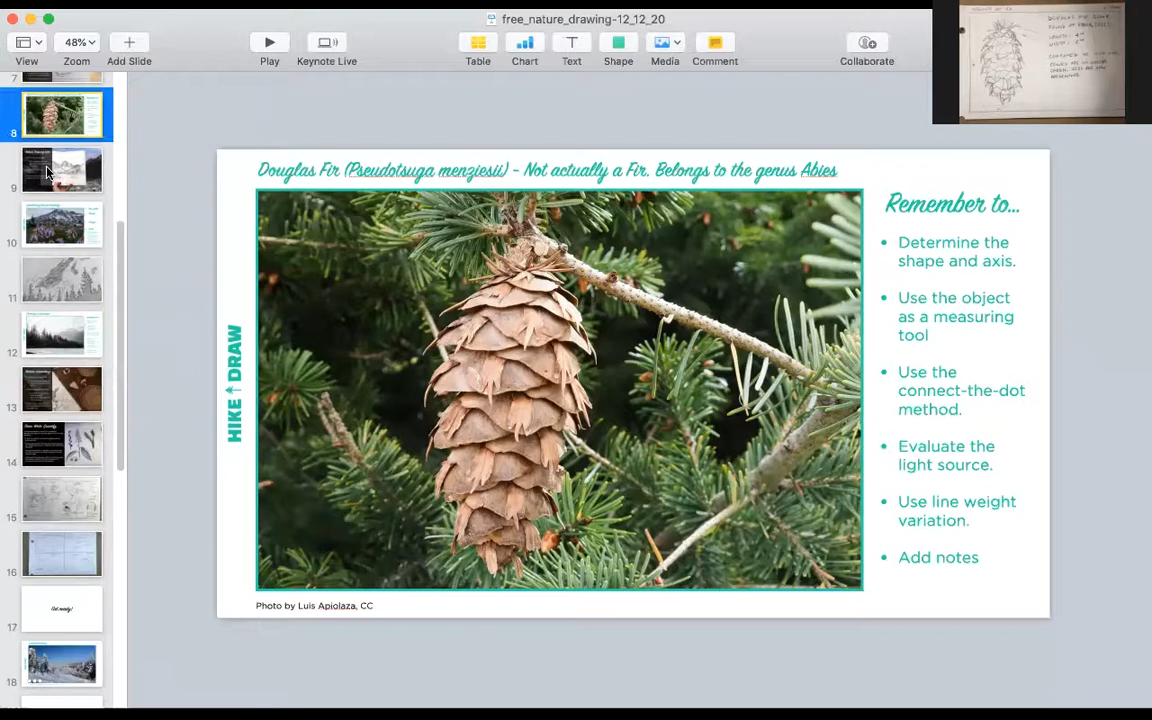 free_nature_drawing-12_12_20
48%
View
Zoom
Add Slide
Play
Keynote Live
Table
Chart
Text
Shape
Media
Comment
Collaborate
7
8
9
10
11
12
13
14
15
16
17
18
Douglas Fir (Pseudotsuga menziesii) - Not actually a Fir. Belongs to the genus Abies
HIKE DRAW
Remember to...
• Determine the
shape and axis.
• Use the object
as a measuring
tool
• Use the
connect-the-dot
method.
• Evaluate the
light source.
• Use line weight
variation.
• Add notes
Photo by Luis Apiolaza, CC